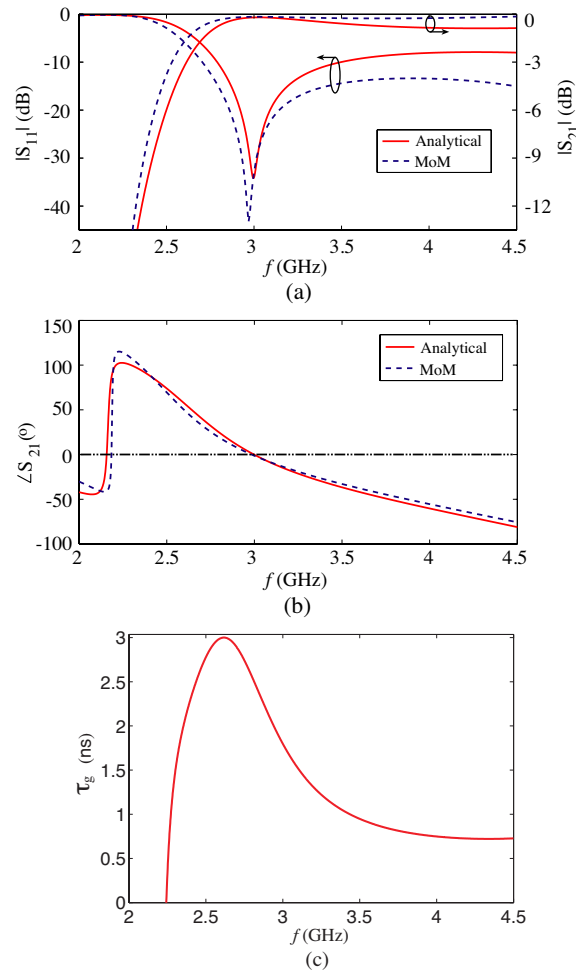 0
-10
-20
-30
-40
|S11| (dB)
0
-3
-6
-9
-12
|S21| (dB)
Analytical
MoM
2 2.5 3 3.5 4 4.5
f (GHz)
(a)
150
100
50
0
-50
-100
∠S21(º)
Analytical
MoM
2 2.5 3 3.5 4 4.5
f (GHz)
(b)
3
2.5
2
1.5
1
0.5
0
τg (ns)
2 2.5 3 3.5 4 4.5
f (GHz)
(c)